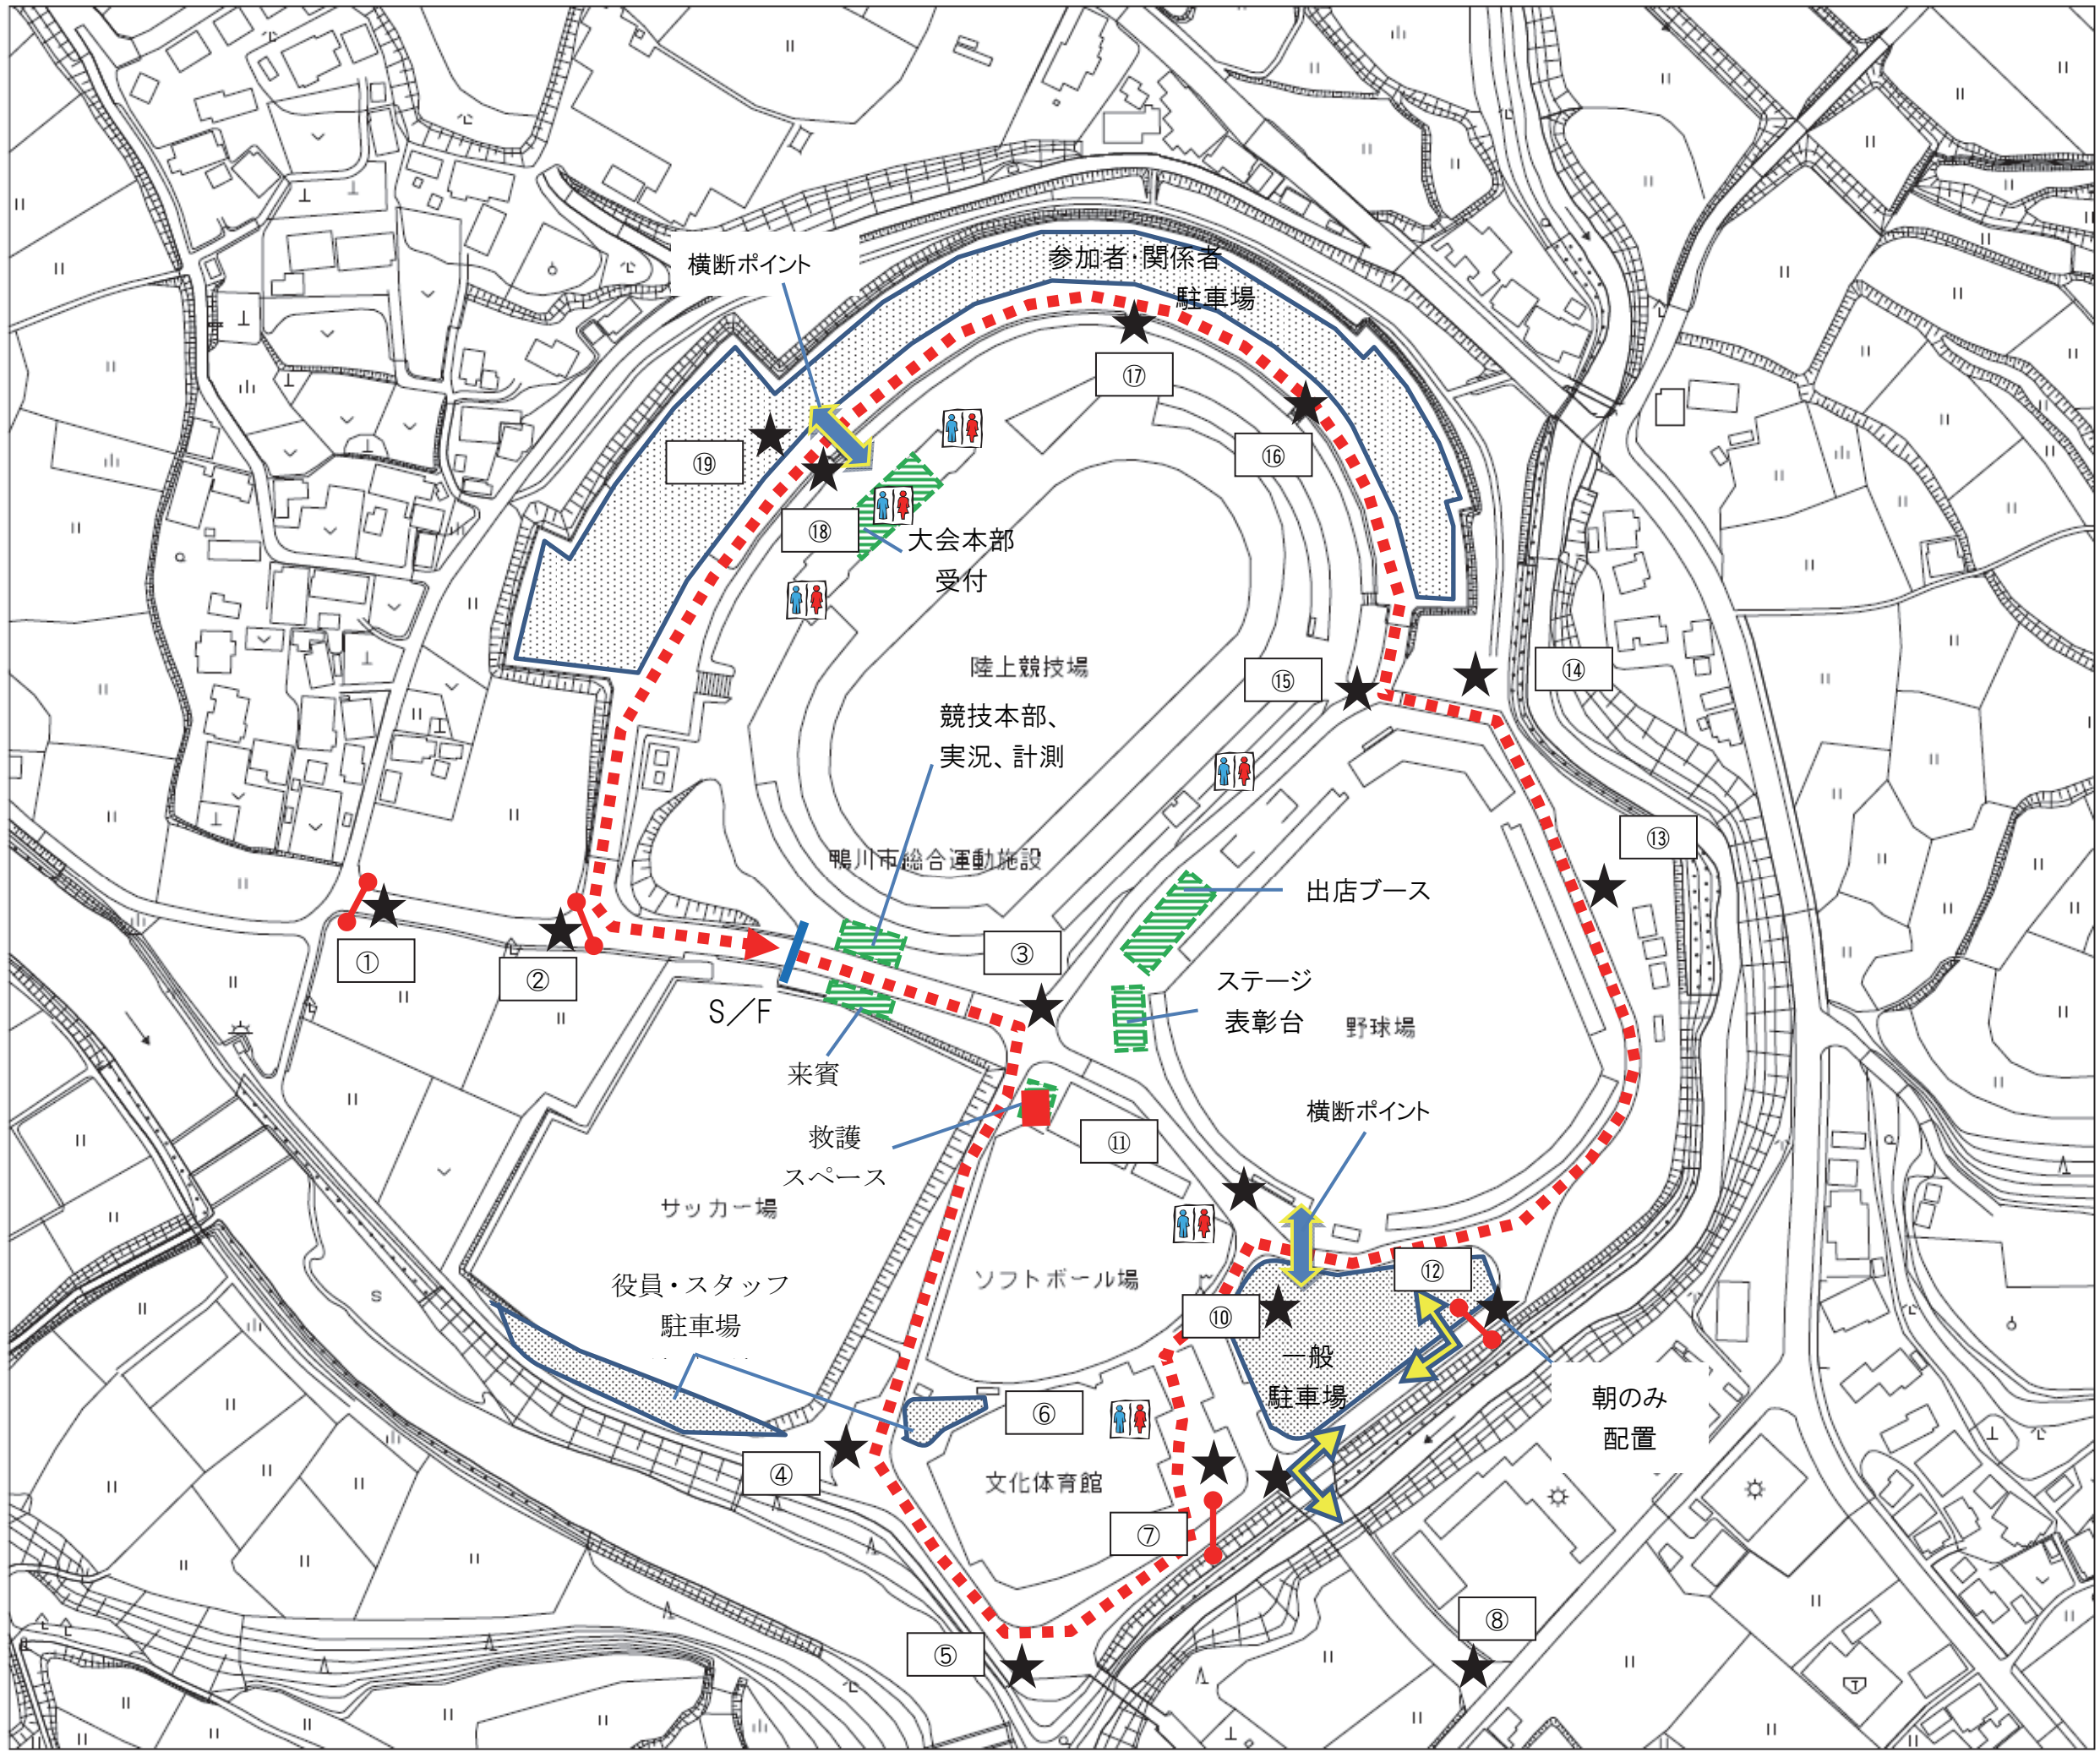 横断ポイント
参加者・関係者
駐車場
⑰
⑯
⑲
⑱
大会本部
受付
陸上競技場
⑮
⑭
競技本部、
実況、計測
⑬
鴨川市総合運動施設
出店ブース
①
②
③
S／F
ステージ
表彰台
野球場
来賓
横断ポイント
救護
スペース
⑪
サッカー場
ソフトボール場
⑫
役員・スタッフ
駐車場
⑩
一般
駐車場
朝のみ
配置
⑥
④
文化体育館
⑦
⑧
⑤